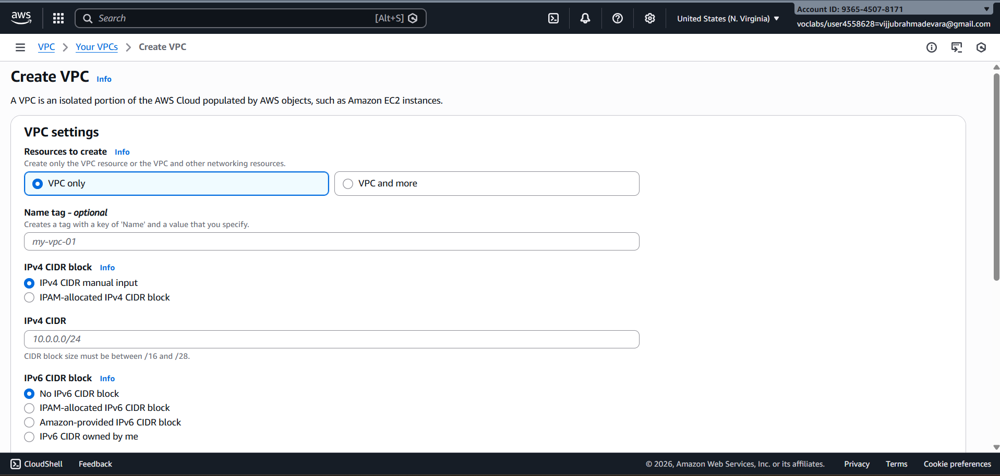 aws
Search
[Alt+S]
United States (N. Virginia)
Account ID: 9365-4507-8171
voclabs/user4558628=vijjubrahmadevara@gmail.com
VPC
Your VPCs
Create VPC
Create VPC Info
A VPC is an isolated portion of the AWS Cloud populated by AWS objects, such as Amazon EC2 instances.
VPC settings
Resources to create Info
Create only the VPC resource or the VPC and other networking resources.
VPC only
VPC and more
Name tag - optional
Creates a tag with a key of 'Name' and a value that you specify.
my-vpc-01
IPv4 CIDR block Info
IPv4 CIDR manual input
IPAM-allocated IPv4 CIDR block
IPv4 CIDR
10.0.0.0/24
CIDR block size must be between /16 and /28.
IPv6 CIDR block Info
No IPv6 CIDR block
IPAM-allocated IPv6 CIDR block
Amazon-provided IPv6 CIDR block
IPv6 CIDR owned by me
CloudShell
Feedback
© 2026, Amazon Web Services, Inc. or its affiliates.
Privacy
Terms
Cookie preferences